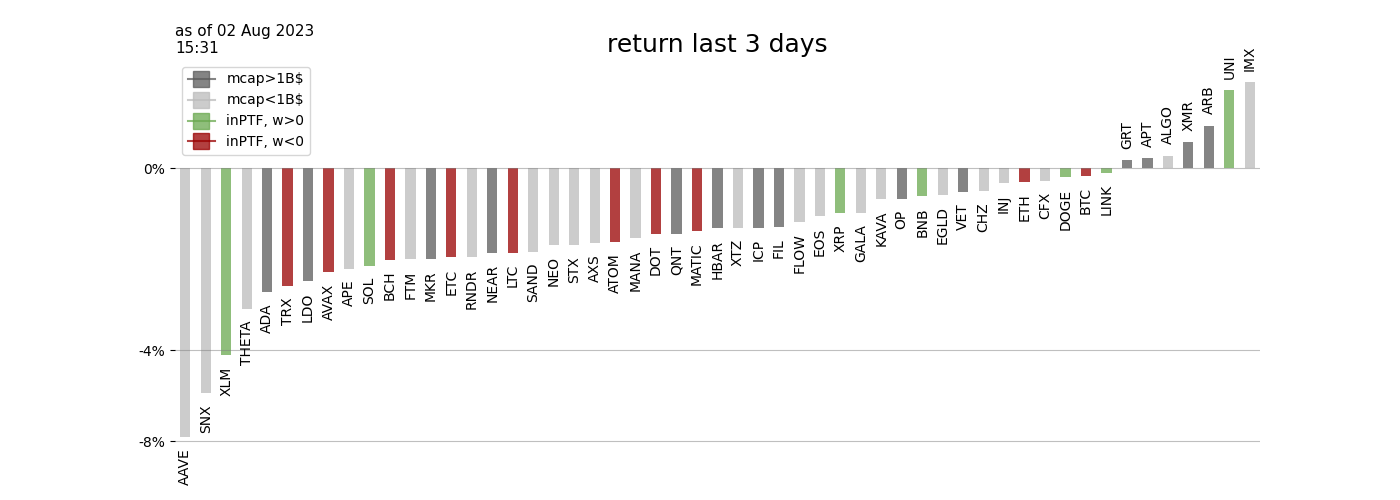 as of 02 Aug 2023
15:31
return last 3 days
mcap>1B$
mcap<1B$
inPTF, w>0
inPTF, w<0
0%
-4%
-8%
AAVE
SNX
XLM
THETA
ADA
TRX
LDO
AVAX
APE
SOL
BCH
FTM
MKR
ETC
RNDR
NEAR
LTC
SAND
NEO
STX
AXS
ATOM
MANA
DOT
QNT
MATIC
HBAR
XTZ
ICP
FIL
FLOW
EOS
XRP
GALA
KAVA
OP
BNB
EGLD
VET
CHZ
INJ
ETH
CFX
DOGE
BTC
LINK
GRT
APT
ALGO
XMR
ARB
UNI
IMX